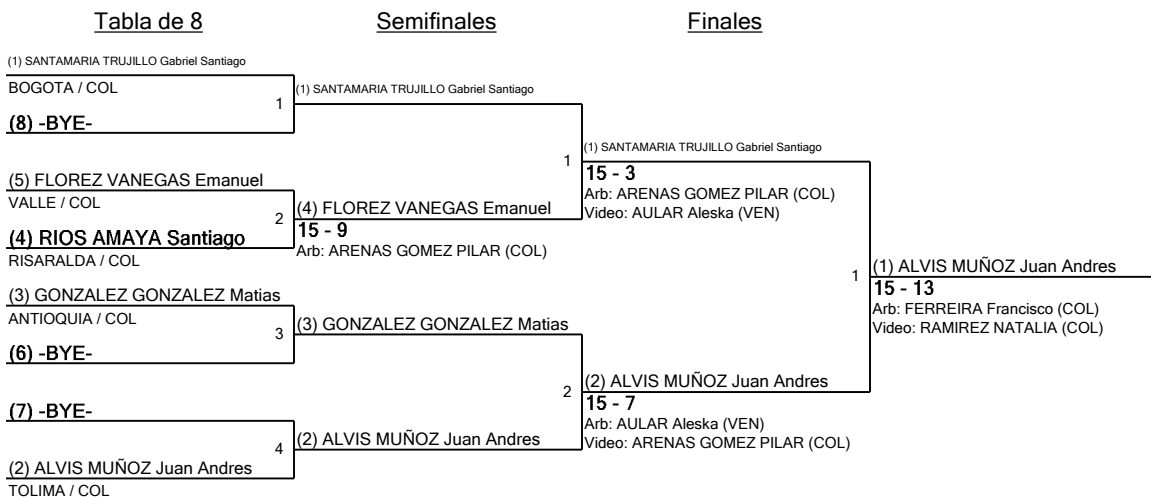 Tabla de 8
Semifinales
Finales
(1) SANTAMARIA TRUJILLO Gabriel Santiago
BOGOTA / COL
1
(8) -BYE-
(5) FLOREZ VANEGAS Emanuel
VALLE / COL
2
(4) RIOS AMAYA Santiago
RISARALDA / COL
(3) GONZALEZ GONZALEZ Matias
ANTIOQUIA / COL
3
(6) -BYE-
(7) -BYE-
4
(2) ALVIS MUÑOZ Juan Andres
TOLIMA / COL
(1) SANTAMARIA TRUJILLO Gabriel Santiago
1
(4) FLOREZ VANEGAS Emanuel
15 - 9
Arb: ARENAS GOMEZ PILAR (COL)
(3) GONZALEZ GONZALEZ Matias
2
(2) ALVIS MUÑOZ Juan Andres
(1) SANTAMARIA TRUJILLO Gabriel Santiago
15 - 3
Arb: ARENAS GOMEZ PILAR (COL)
Video: AULAR Aleska (VEN)
1
(2) ALVIS MUÑOZ Juan Andres
15 - 7
Arb: AULAR Aleska (VEN)
Video: ARENAS GOMEZ PILAR (COL)
(1) ALVIS MUÑOZ Juan Andres
15 - 13
Arb: FERREIRA Francisco (COL)
Video: RAMIREZ NATALIA (COL)